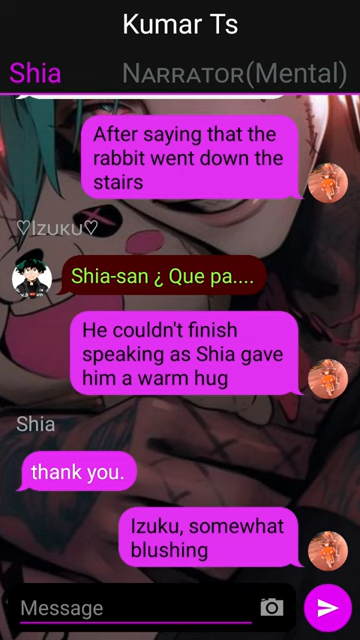 Kumar Ts
Shia NARRATOR(Mental)
After saying that the
rabbit went down the
stairs
♡Izuku♡
Shia-san ¿ Que pa....
He couldn't finish
speaking as Shia gave
him a warm hug
Shia
thank you.
Izuku, somewhat
blushing
Message